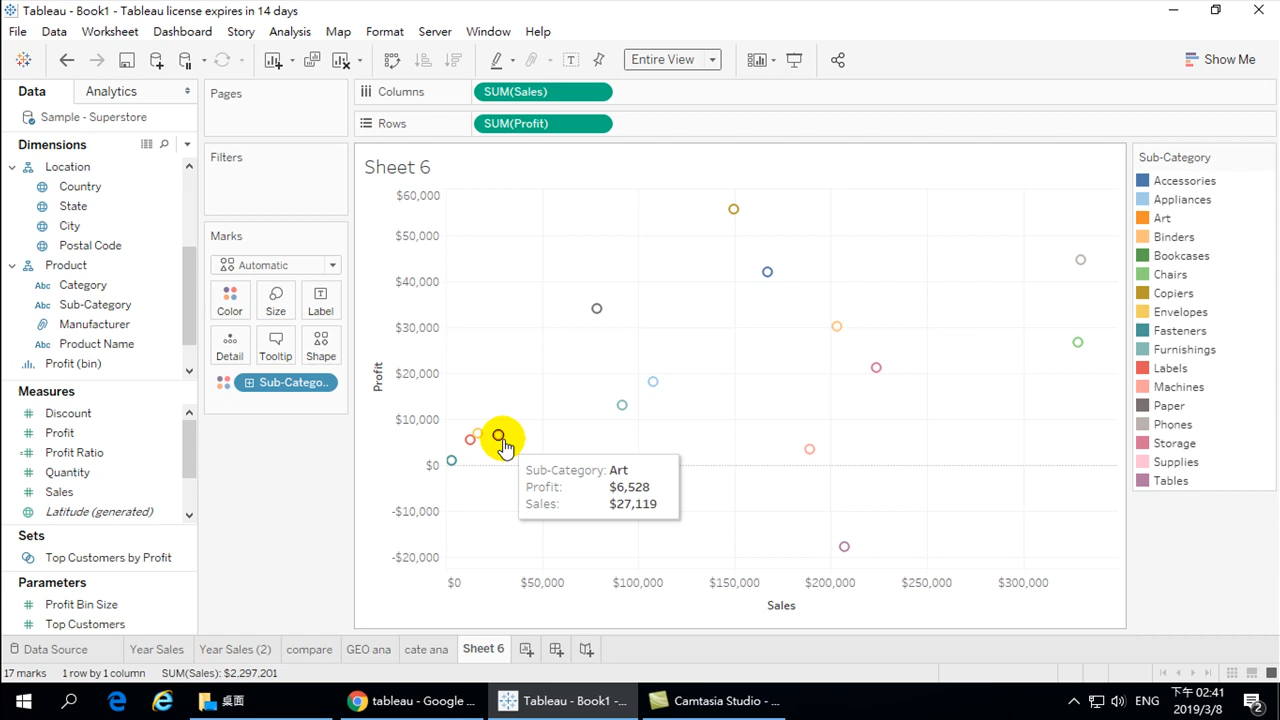 Tableau - Book1 - Tableau license expires in 14 days
File Data Worksheet Dashboard Story Analysis Map Format Server Window Help
Entire View
Show Me
Data
Analytics
Sample - Superstore
Dimensions
Location
Country
State
City
Postal Code
Product
Abc Category
Abc Sub-Category
Manufacturer
Abc Product Name
Profit (bin)
Measures
Discount
Profit
Profit Ratio
Quantity
Sales
Latitude (generated)
Sets
Top Customers by Profit
Parameters
Profit Bin Size
Top Customers
Pages
Filters
Marks
Automatic
Color Size Label
Detail Tooltip Shape
Sub-Catego..
Columns
SUM(Sales)
Rows
SUM(Profit)
Sheet 6
$60,000
$50,000
$40,000
$30,000
$20,000
$10,000
$0
-$10,000
-$20,000
Profit
$0 $50,000 $100,000 $150,000 $200,000 $250,000 $300,000
Sales
Sub-Category: Art
Profit: $6,528
Sales: $27,119
Sub-Category
Accessories
Appliances
Art
Binders
Bookcases
Chairs
Copiers
Envelopes
Fasteners
Furnishings
Labels
Machines
Paper
Phones
Storage
Supplies
Tables
Data Source
Year Sales
Year Sales (2)
compare
GEO ana
cate ana
Sheet 6
17 marks 1 row by 1 column SUM(Sales): $2,297,201
桌面
tableau - Google ...
Tableau - Book1 -...
Camtasia Studio - ...
ENG
下午 02:41
2019/3/8
2